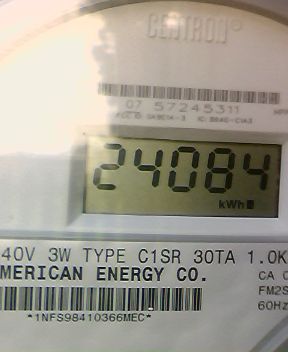 CENTRON®
07 57245311
24084
kWh
40V 3W TYPE C1SR 30TA 1.0K
MERICAN ENERGY CO.
CA 0
FM2S
60Hz
*1NFS98410366MEC*